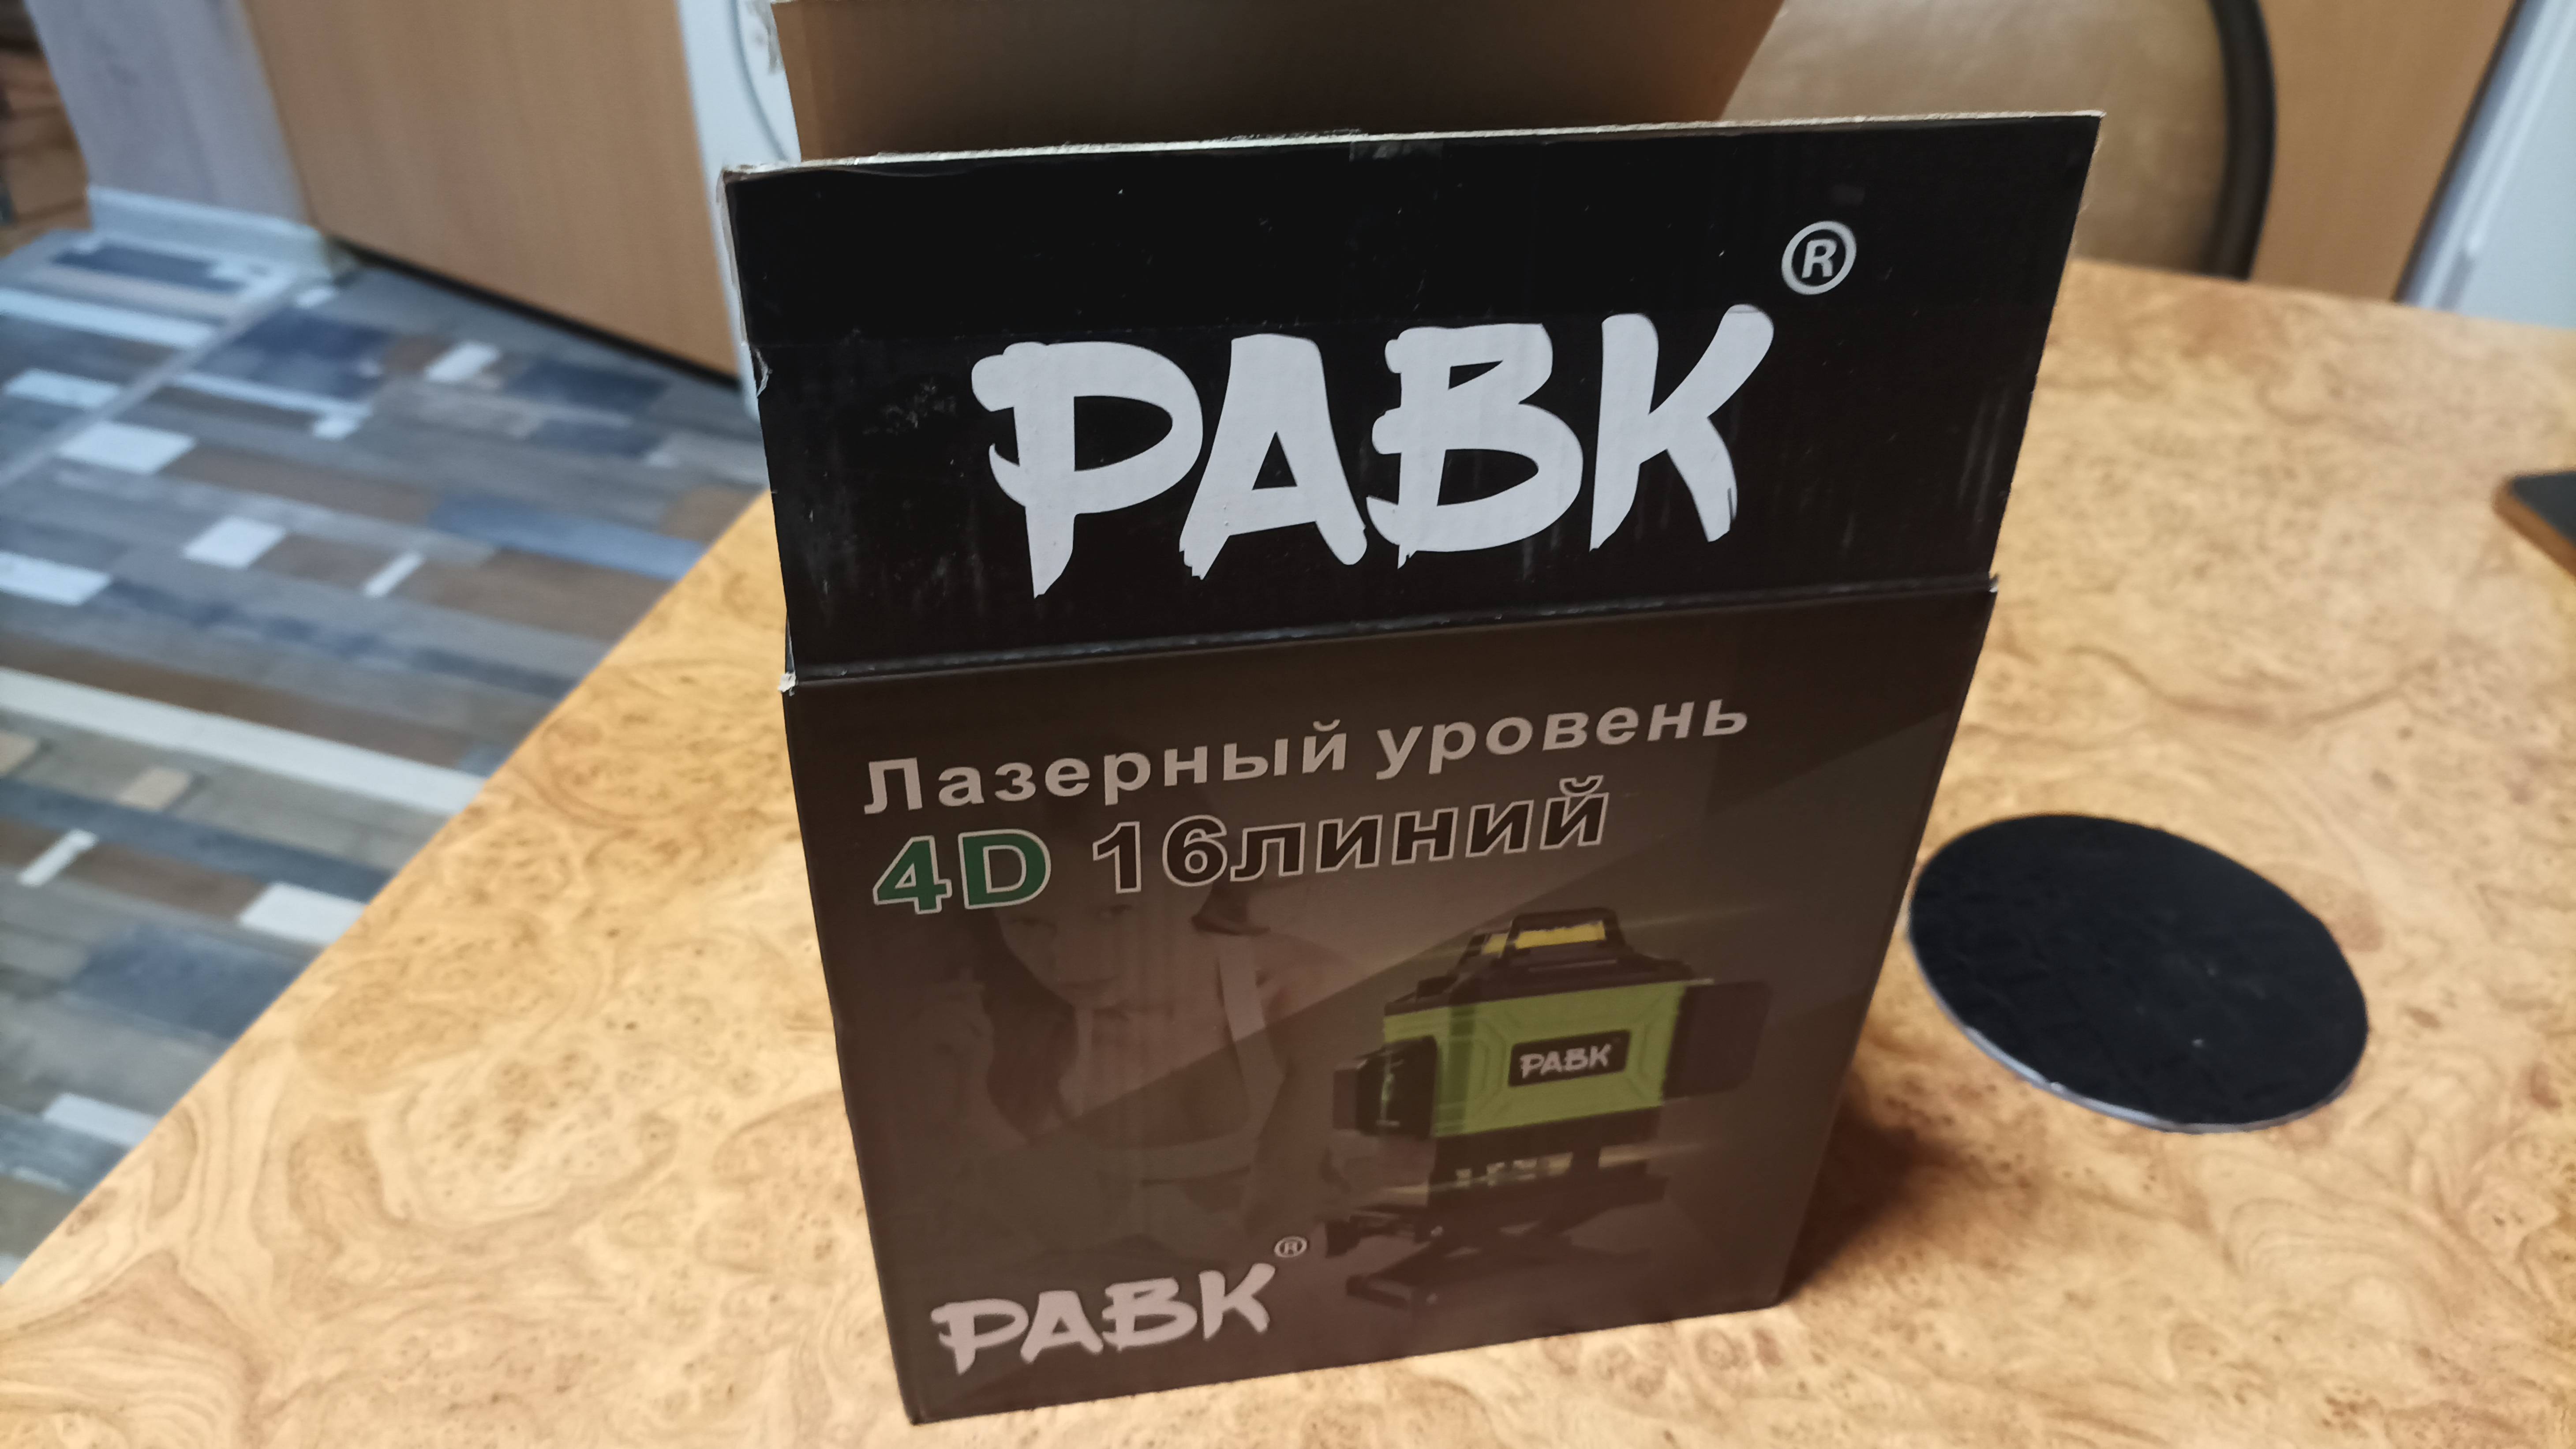 PABK®
Лазерный уровень
4D 16линий
PABK
PABK®